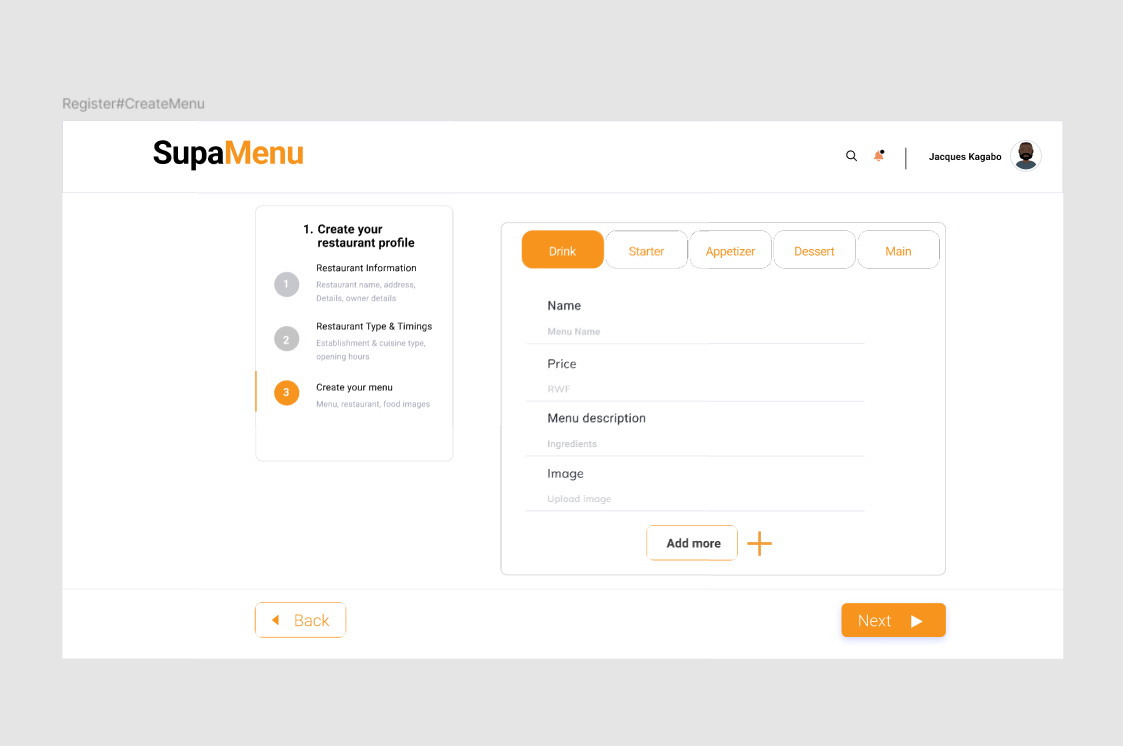 Register#CreateMenu
SupaMenu
Jacques Kagabo
1. Create your
restaurant profile
1
Restaurant Information
Restaurant name, address,
Details, owner details
2
Restaurant Type & Timings
Establishment & cuisine type,
opening hours
3
Create your menu
Menu, restaurant, food images
Drink
Starter
Appetizer
Dessert
Main
Name
Menu Name
Price
RWF
Menu description
Ingredients
Image
Upload image
Add more
Back
Next